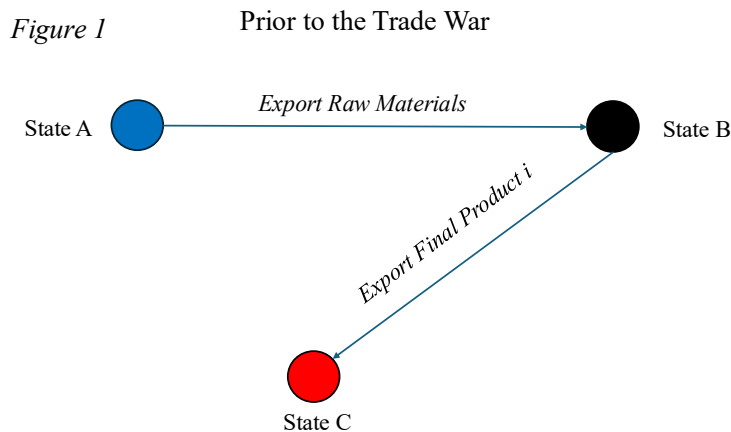 Figure 1
Prior to the Trade War
Export Raw Materials
State A
State B
Export Final Product i
State C